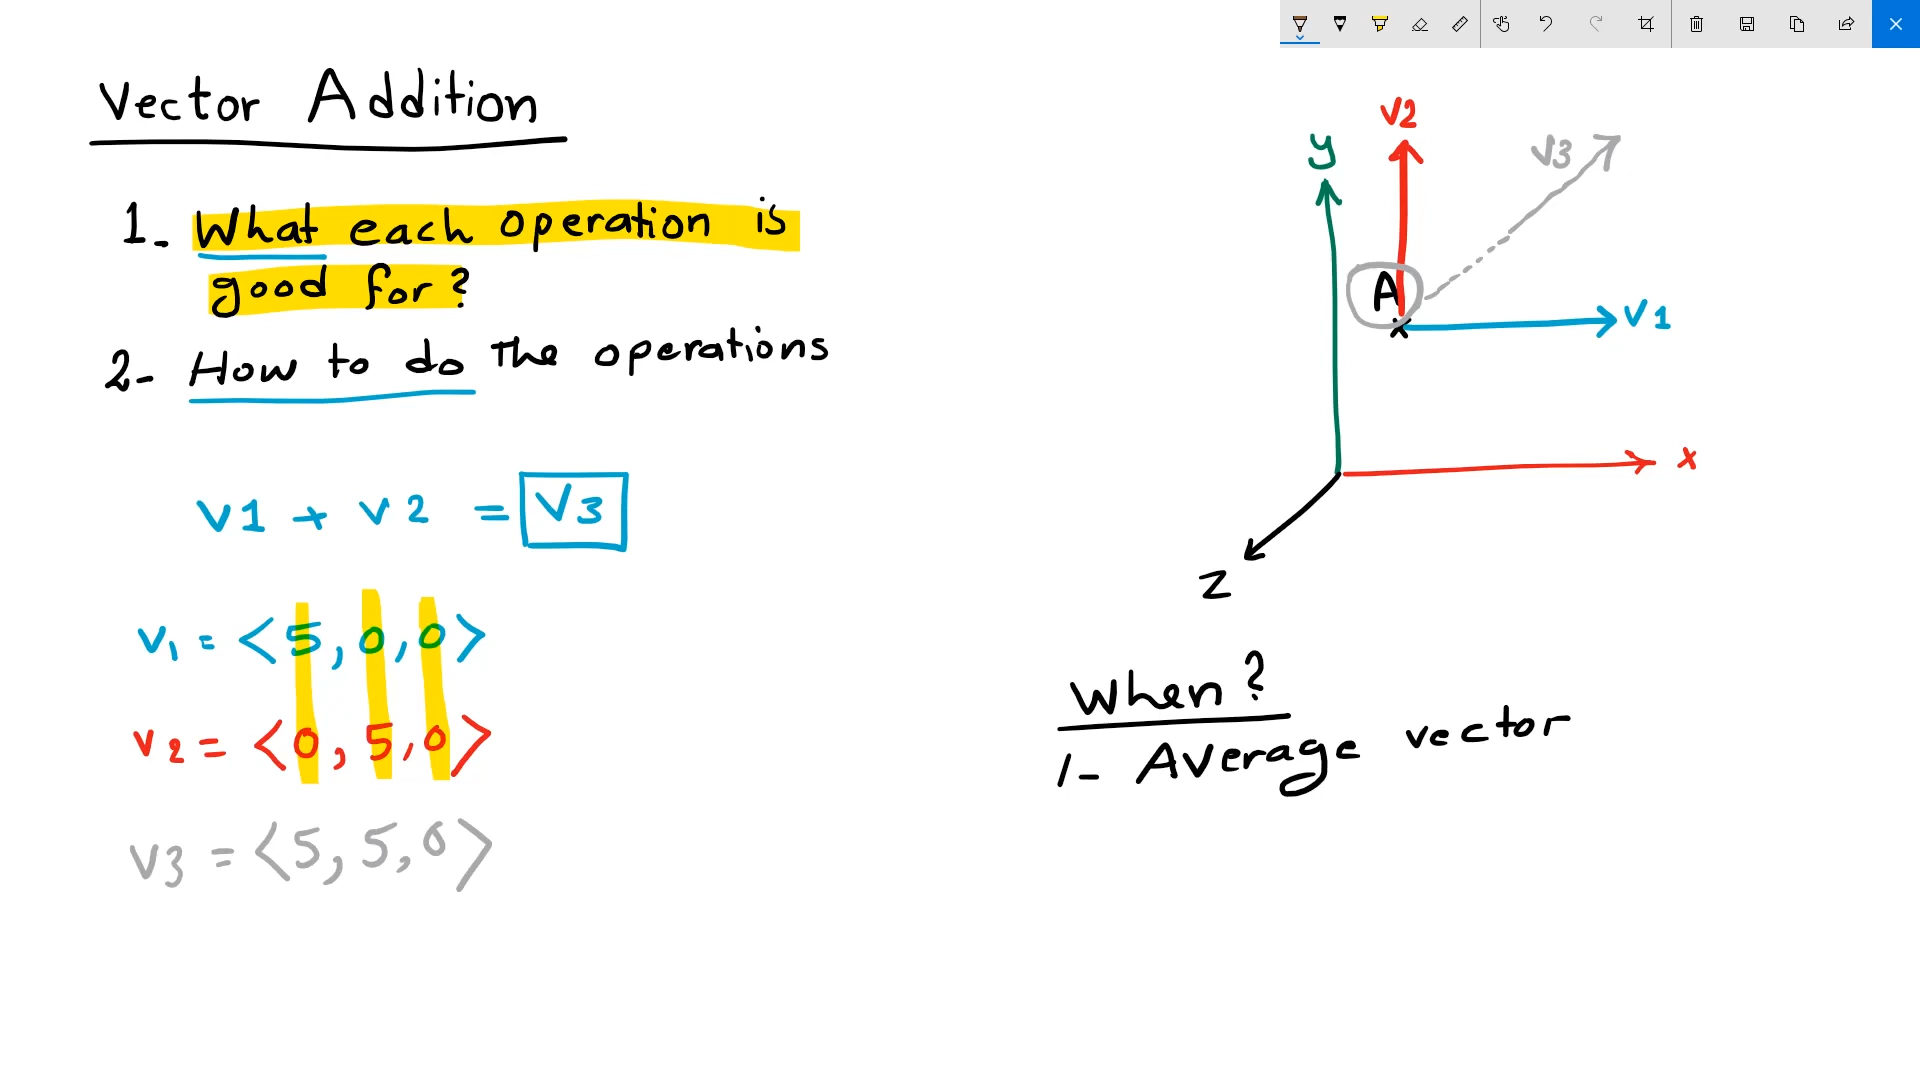 Vector Addition
1- What each operation is
good for?
2- How to do the operations
V1 + V2 = V3
V1 = <5, 0, 0>
V2 = <0, 5, 0>
V3 = <5, 5, 0>
V2
y
V3
A
x
V1
x
Z
When?
1- Average vector